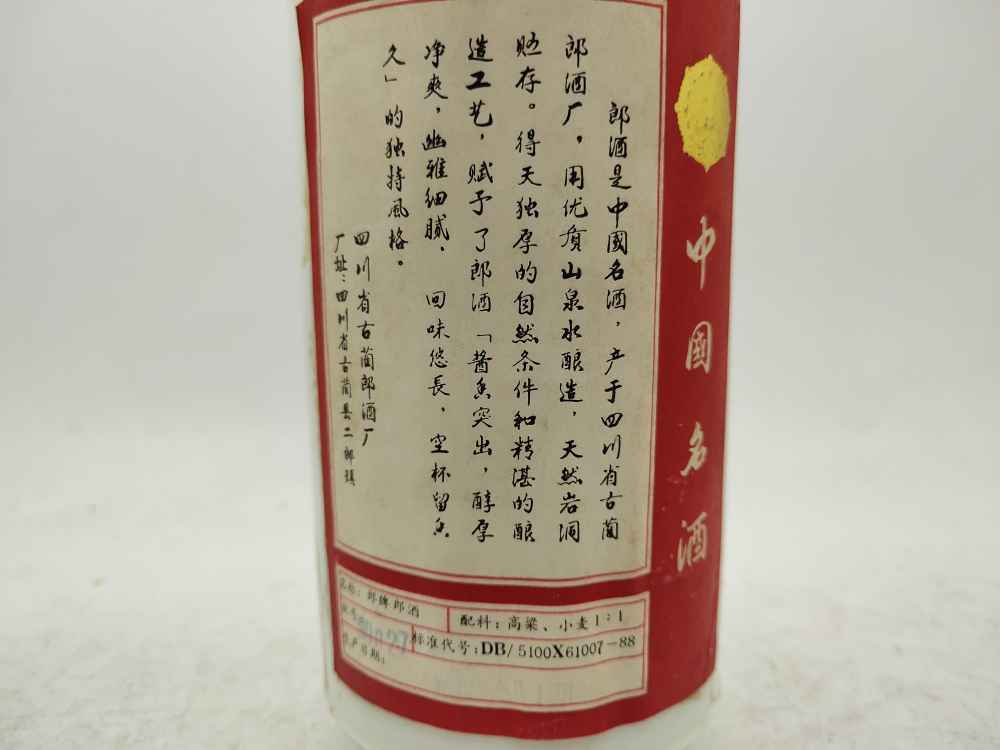 中國名酒
郎酒是中國名酒，产于四川省古蔺
郎酒厂，用优质山泉水酿造，天然岩洞
贮存。得天独厚的自然条件和精湛的酿
造工艺，赋予了郎酒「酱香突出，醇厚
净爽，幽雅细腻，回味悠長，空杯留香
久」的独特風格。
四川省古蔺郎酒厂
厂址：四川省古蔺县二郎镇
名称：郎牌郎酒
配料：高粱、小麦1：1
标准代号：DB/5100X61007-88
生产日期：